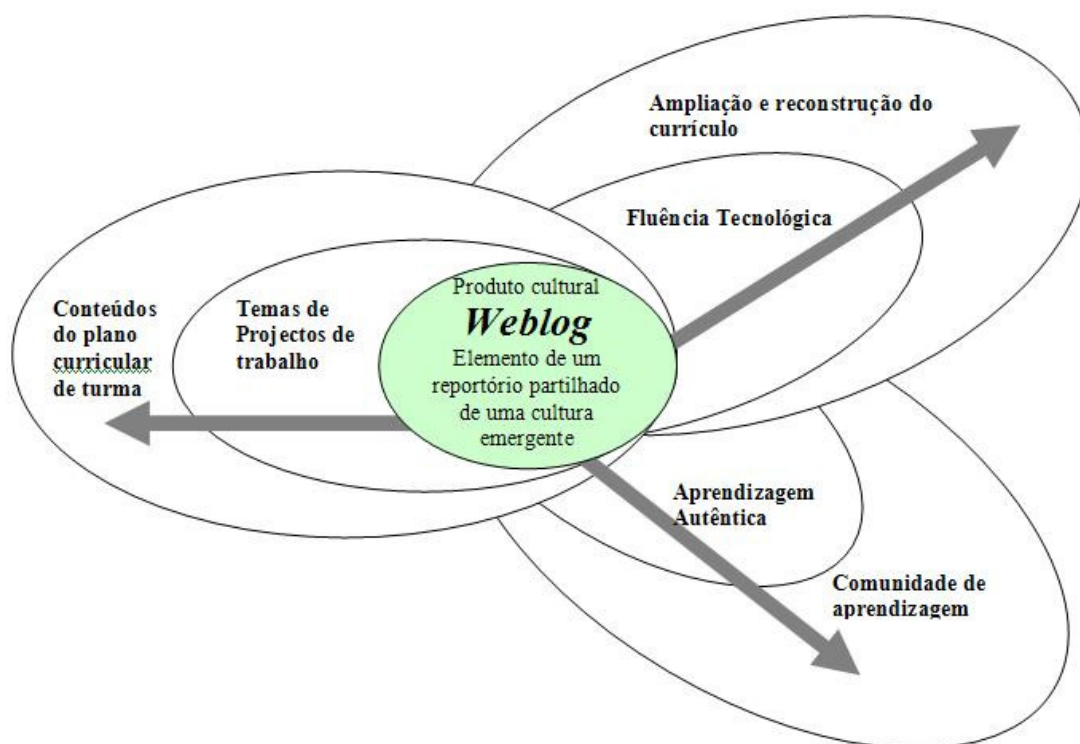 Ampliação e reconstrução do
currículo
Fluência Tecnológica
Conteúdos
do plano
curricular
de turma
Temas de
Projectos de
trabalho
Produto cultural
Weblog
Elemento de um
reportório partilhado
de uma cultura
emergente
Aprendizagem
Autêntica
Comunidade de
aprendizagem